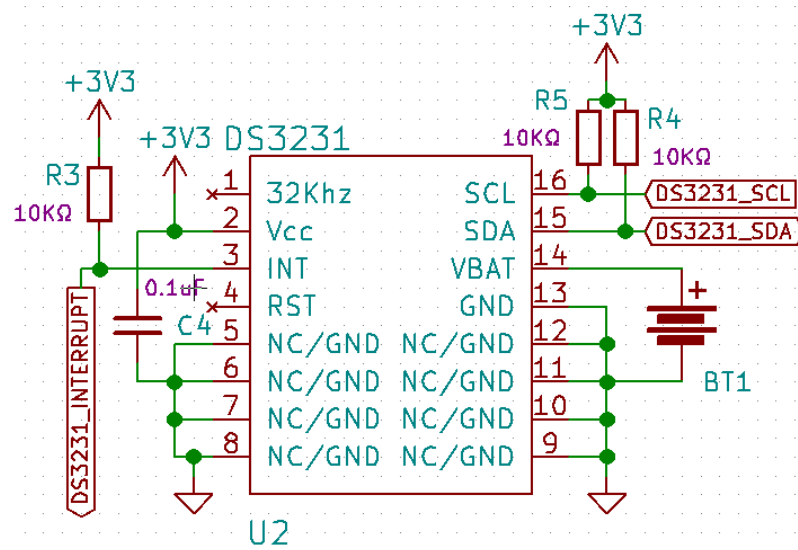 +3V3
+3V3
+3V3
DS3231
R5
R4
10KΩ
10KΩ
R3
10KΩ
1
32Khz
SCL
16
DS3231_SCL
2
Vcc
SDA
15
DS3231_SDA
3
INT
VBAT
14
0.1uF
4
RST
GND
13
+
C4
5
NC/GND
NC/GND
12
6
NC/GND
NC/GND
11
BT1
7
NC/GND
NC/GND
10
8
NC/GND
NC/GND
9
DS3231_INTERRUPT
U2